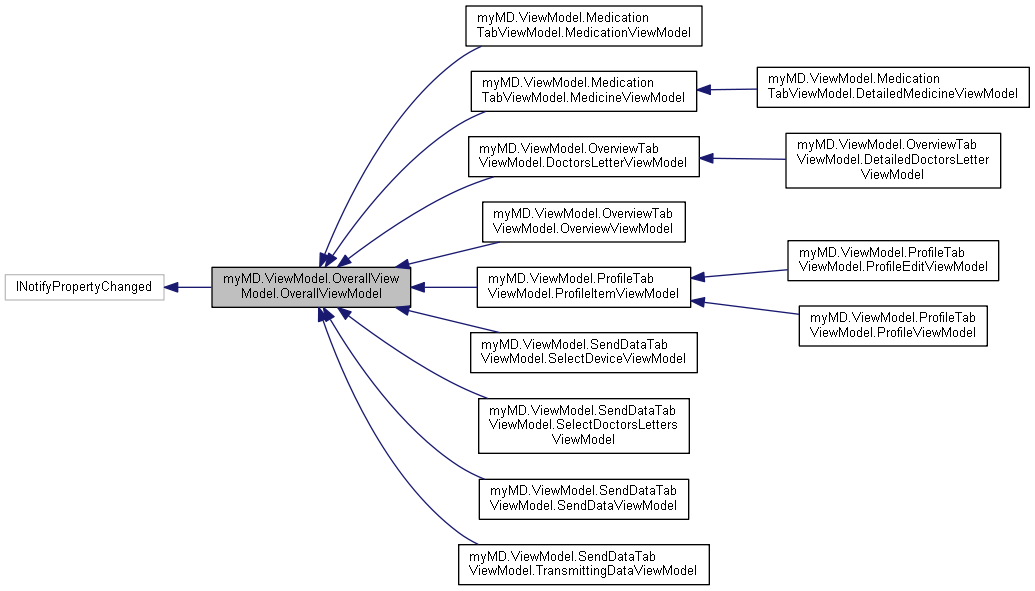 myMD.ViewModel.Medication
TabViewModel.MedicationViewModel
myMD.ViewModel.Medication
TabViewModel.MedicineViewModel
myMD.ViewModel.Medication
TabViewModel.DetailedMedicineViewModel
myMD.ViewModel.OverviewTab
ViewModel.DoctorsLetterViewModel
myMD.ViewModel.OverviewTab
ViewModel.DetailedDoctorsLetter
ViewModel
myMD.ViewModel.OverviewTab
ViewModel.OverviewViewModel
INotifyPropertyChanged
myMD.ViewModel.OverallView
Model.OverallViewModel
myMD.ViewModel.ProfileTab
ViewModel.ProfileItemViewModel
myMD.ViewModel.ProfileTab
ViewModel.ProfileEditViewModel
myMD.ViewModel.ProfileTab
ViewModel.ProfileViewModel
myMD.ViewModel.SendDataTab
ViewModel.SelectDeviceViewModel
myMD.ViewModel.SendDataTab
ViewModel.SelectDoctorsLetters
ViewModel
myMD.ViewModel.SendDataTab
ViewModel.SendDataViewModel
myMD.ViewModel.SendDataTab
ViewModel.TransmittingDataViewModel